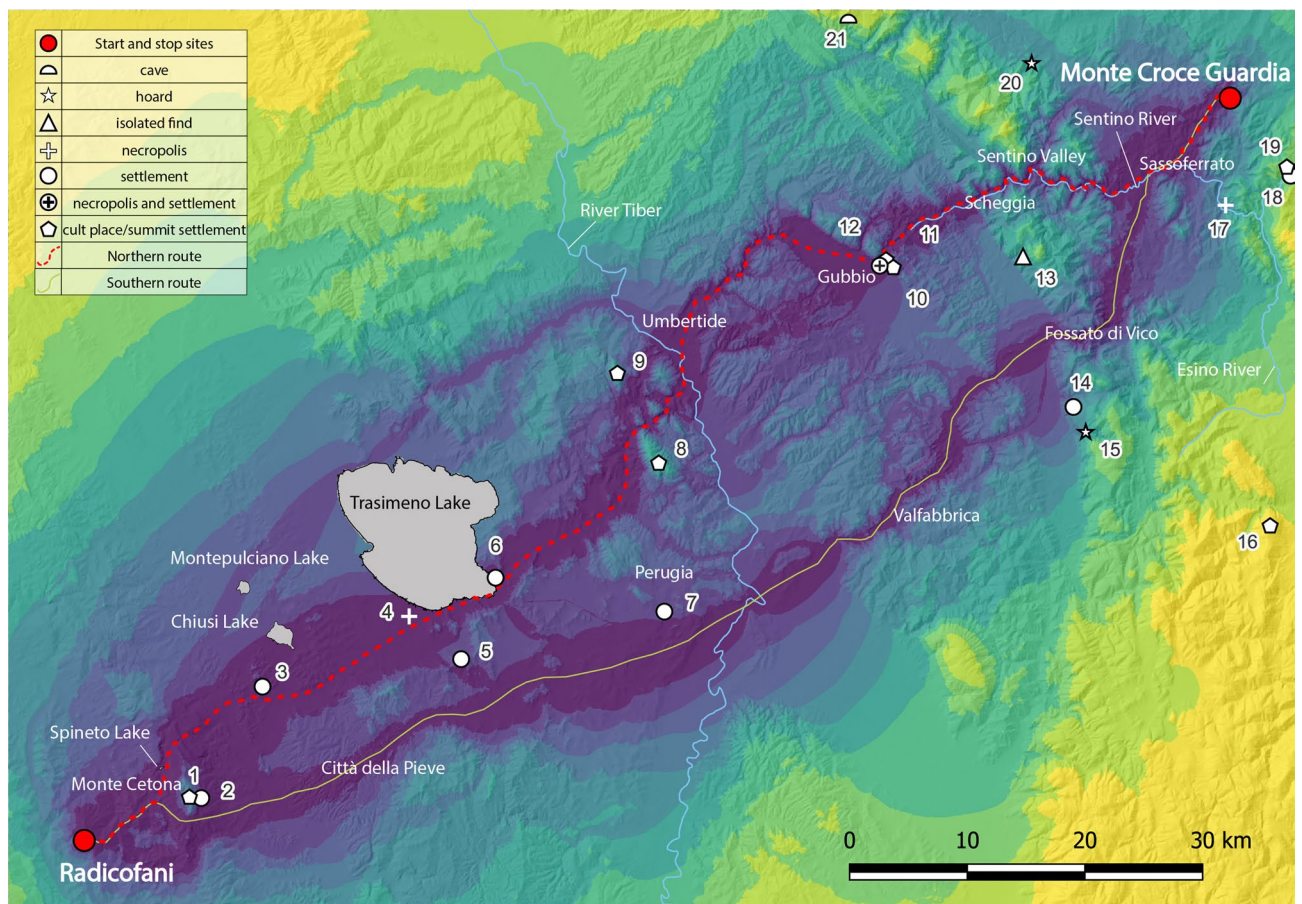 Start and stop sites
cave
hoard
isolated find
necropolis
settlement
necropolis and settlement
cult place/summit settlement
Northern route
Southern route
21
20
Monte Croce Guardia
Sentino River
Sentino Valley
Sassoferrato
19
18
Scheggia
River Tiber
12
11
17
Gubbio
13
10
Umbertide
Fossato di Vico
9
Esino River
14
8
15
Trasimeno Lake
Valfabbrica
16
Montepulciano Lake
6
Perugia
Chiusi Lake
4
7
5
3
Spineto Lake
Città della Pieve
Monte Cetona
1
2
0
10
20
30 km
Radicofani